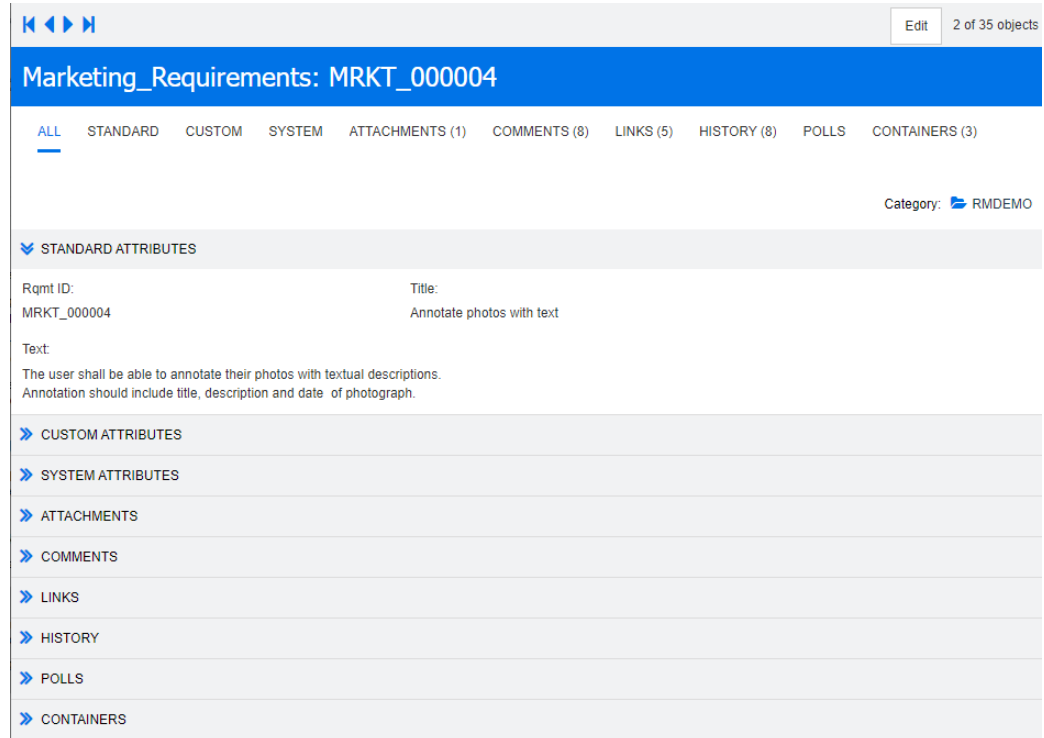 Edit 2 of 35 objects
Marketing_Requirements: MRKT_000004
ALL STANDARD CUSTOM SYSTEM ATTACHMENTS (1) COMMENTS (8) LINKS (5) HISTORY (8) POLLS CONTAINERS (3)
Category: RMDEMO
STANDARD ATTRIBUTES
Rqmt ID: Title:
MRKT_000004 Annotate photos with text
Text:
The user shall be able to annotate their photos with textual descriptions.
Annotation should include title, description and date of photograph.
CUSTOM ATTRIBUTES
SYSTEM ATTRIBUTES
ATTACHMENTS
COMMENTS
LINKS
HISTORY
POLLS
CONTAINERS